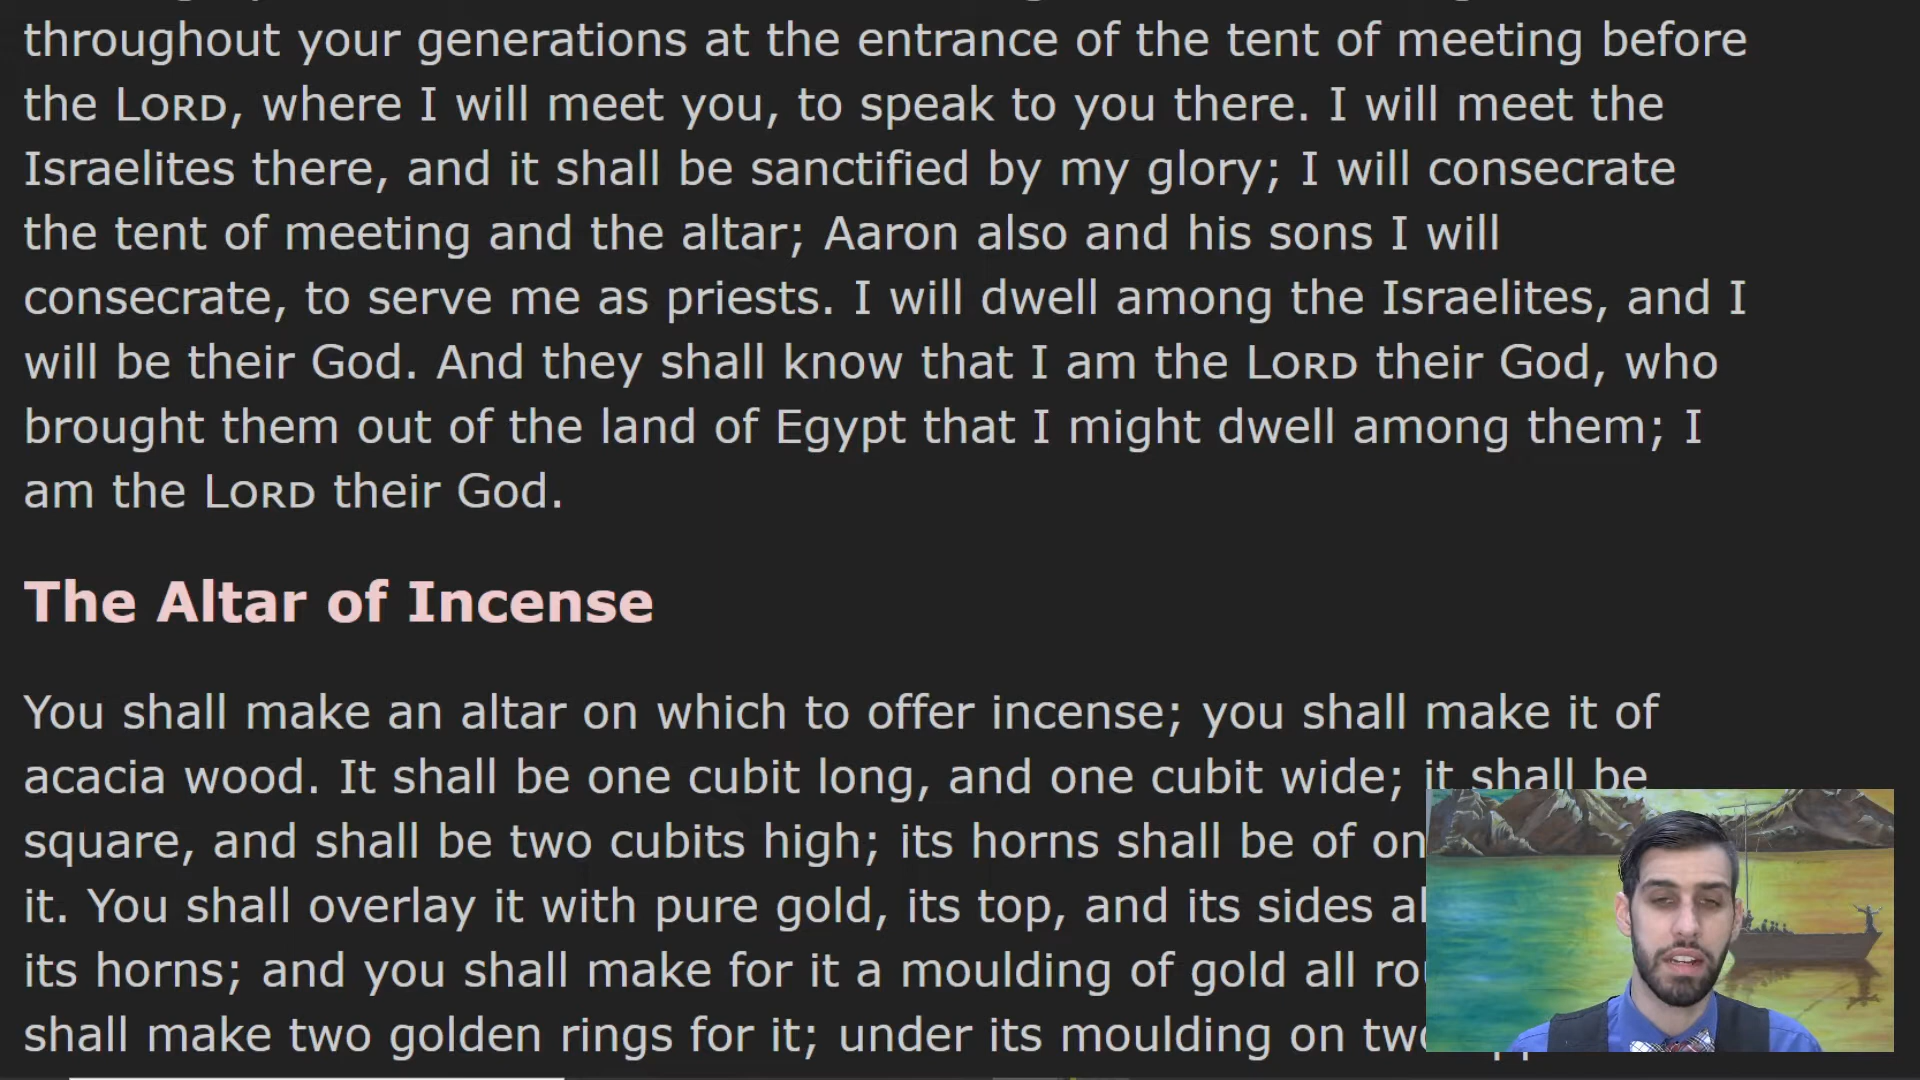 throughout your generations at the entrance of the tent of meeting before
the LORD, where I will meet you, to speak to you there. I will meet the
Israelites there, and it shall be sanctified by my glory; I will consecrate
the tent of meeting and the altar; Aaron also and his sons I will
consecrate, to serve me as priests. I will dwell among the Israelites, and I
will be their God. And they shall know that I am the LORD their God, who
brought them out of the land of Egypt that I might dwell among them; I
am the LORD their God.
The Altar of Incense
You shall make an altar on which to offer incense; you shall make it of
acacia wood. It shall be one cubit long, and one cubit wide; it shall be
square, and shall be two cubits high; its horns shall be of on
it. You shall overlay it with pure gold, its top, and its sides
its horns; and you shall make for it a moulding of gold all
shall make two golden rings for it; under its moulding on